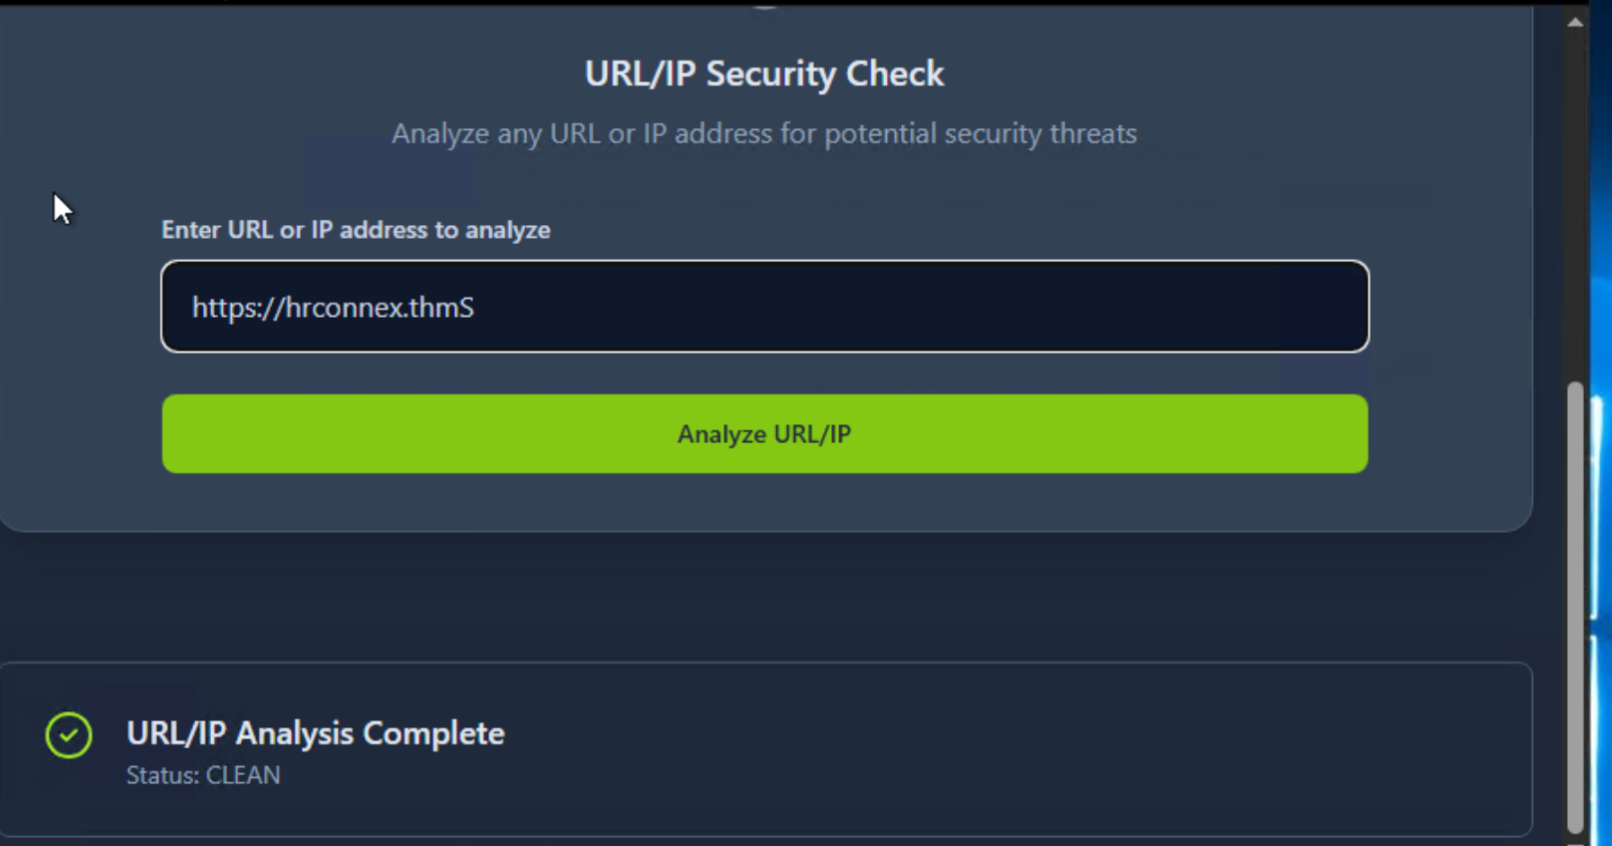 URL/IP Security Check
Analyze any URL or IP address for potential security threats
Enter URL or IP address to analyze
https://hrconnex.thmS
Analyze URL/IP
URL/IP Analysis Complete
Status: CLEAN